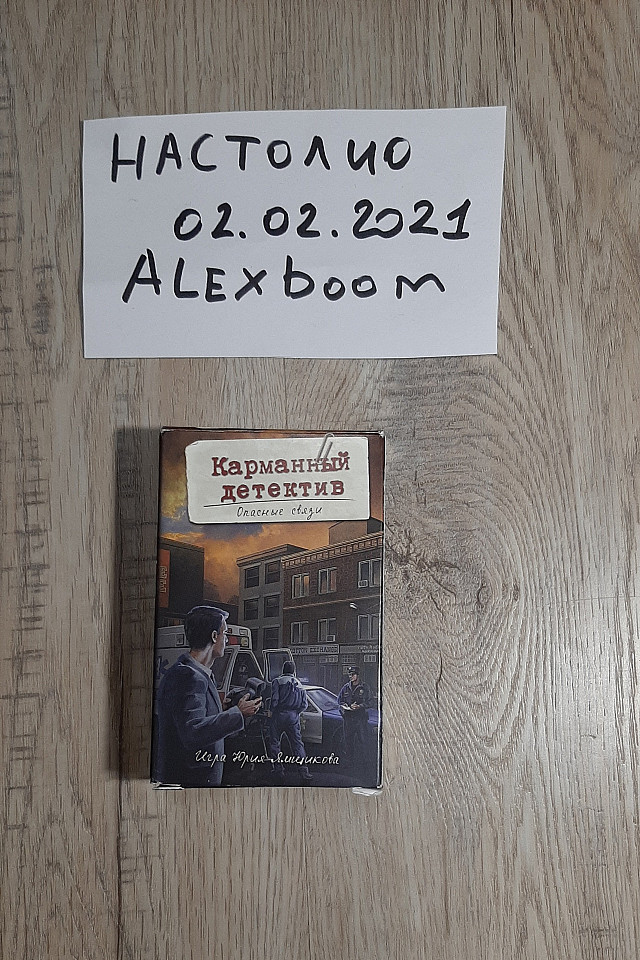 НАСТОЛИО
02.02.2021
ALEXboom
Карманный
детектив
Опасные связи
Игра Юрия Ямщикова